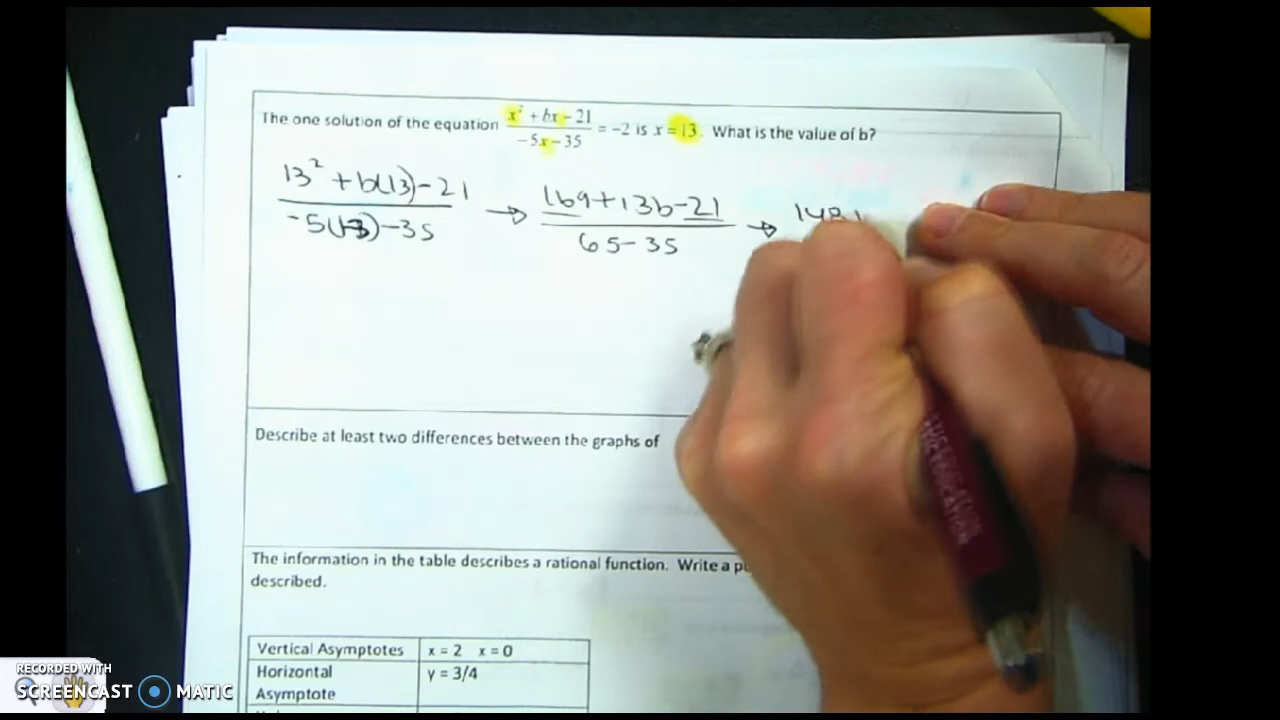 The one solution of the equation x² + bx - 21 / -5x - 35 = -2 is x = 13. What is the value of b?
13² + b(13) - 21 / -5(13) - 35 → 169 + 13b - 21 / 65 - 35 → 148
Describe at least two differences between the graphs of
The information in the table describes a rational function. Write a
described.
Vertical Asymptotes x = 2 x = 0
Horizontal Asymptote y = 3/4
RECORDED WITH
SCREENCAST MATIC